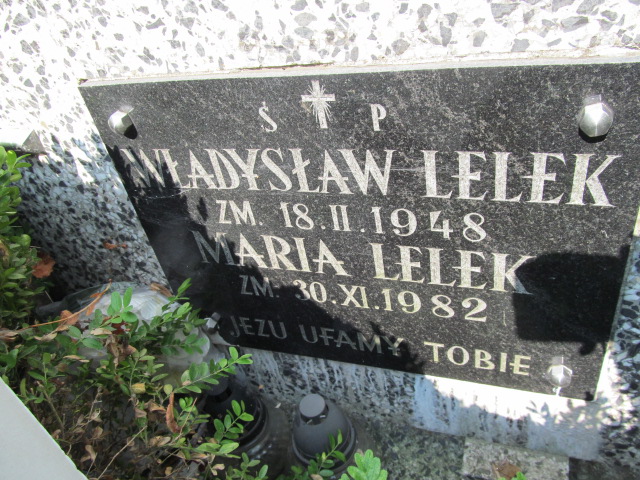 Ś P
WŁADYSŁAW LELEK
ZM. 18.II.1948
MARIA LELEK
ZM. 30.XI.1982
JEZU UFAMY TOBIE